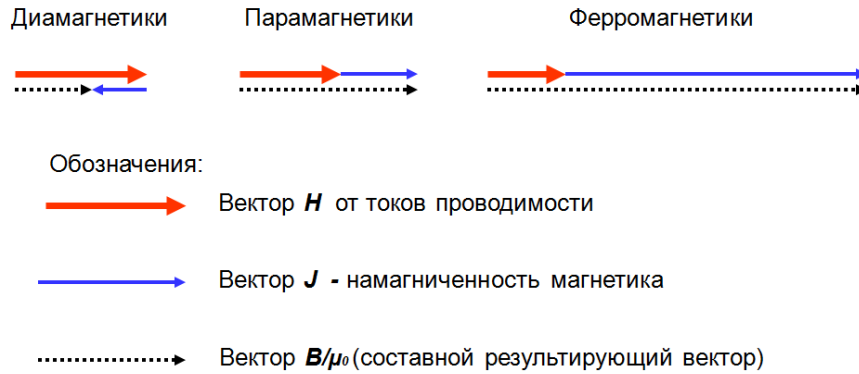 Диамагнетики Парамагнетики Ферромагнетики
Обозначения:
Вектор H от токов проводимости
Вектор J - намагниченность магнетика
Вектор B/μ₀ (составной результирующий вектор)